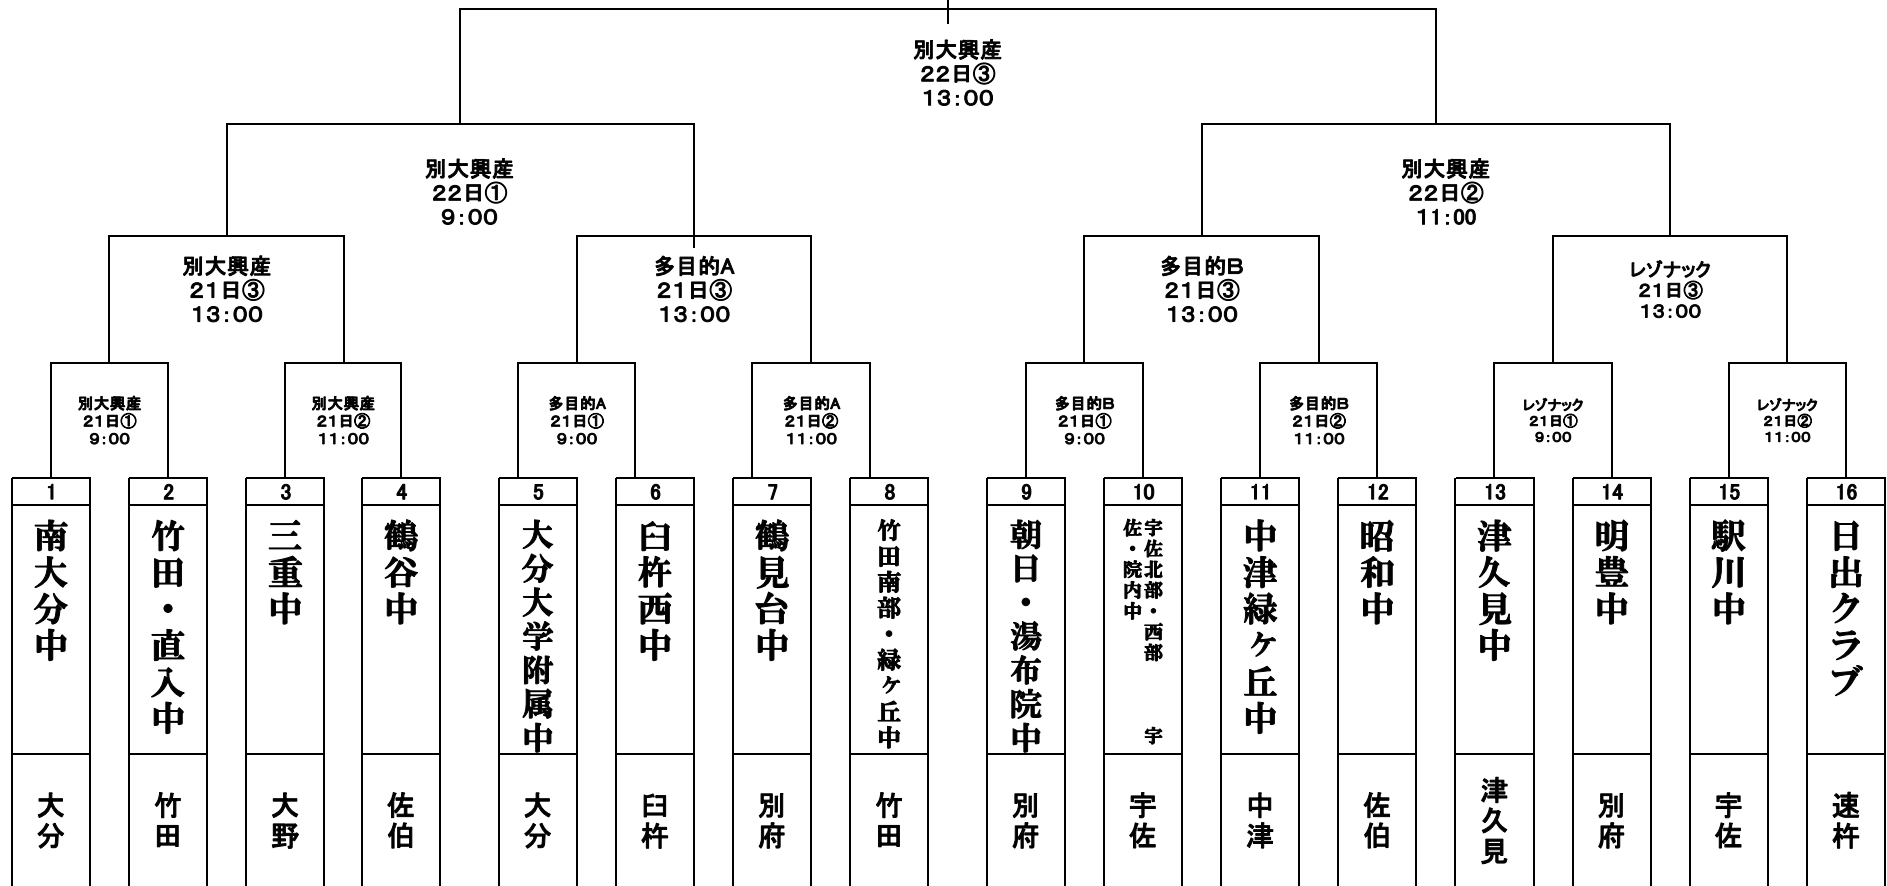 別大興産
22日③
13:00
別大興産
22日①
9:00
別大興産
22日②
11:00
別大興産
21日③
13:00
多目的A
21日③
13:00
多目的B
21日③
13:00
レゾナック
21日③
13:00
別大興産
21日①
9:00
別大興産
21日②
11:00
多目的A
21日①
9:00
多目的A
21日②
11:00
多目的B
21日①
9:00
多目的B
21日②
11:00
レゾナック
21日①
9:00
レゾナック
21日②
11:00
1
南大分中
大分
2
竹田・直入中
竹田
3
三重中
大野
4
鶴谷中
佐伯
5
大分大学附属中
大分
6
臼杵西中
臼杵
7
鶴見台中
別府
8
竹田南部・緑ヶ丘中
竹田
9
朝日・湯布院中
別府
10
宇佐北部・西部 宇
佐・院内中
宇佐
11
中津緑ヶ丘中
中津
12
昭和中
佐伯
13
津久見中
津久見
14
明豊中
別府
15
駅川中
宇佐
16
日出クラブ
速杵